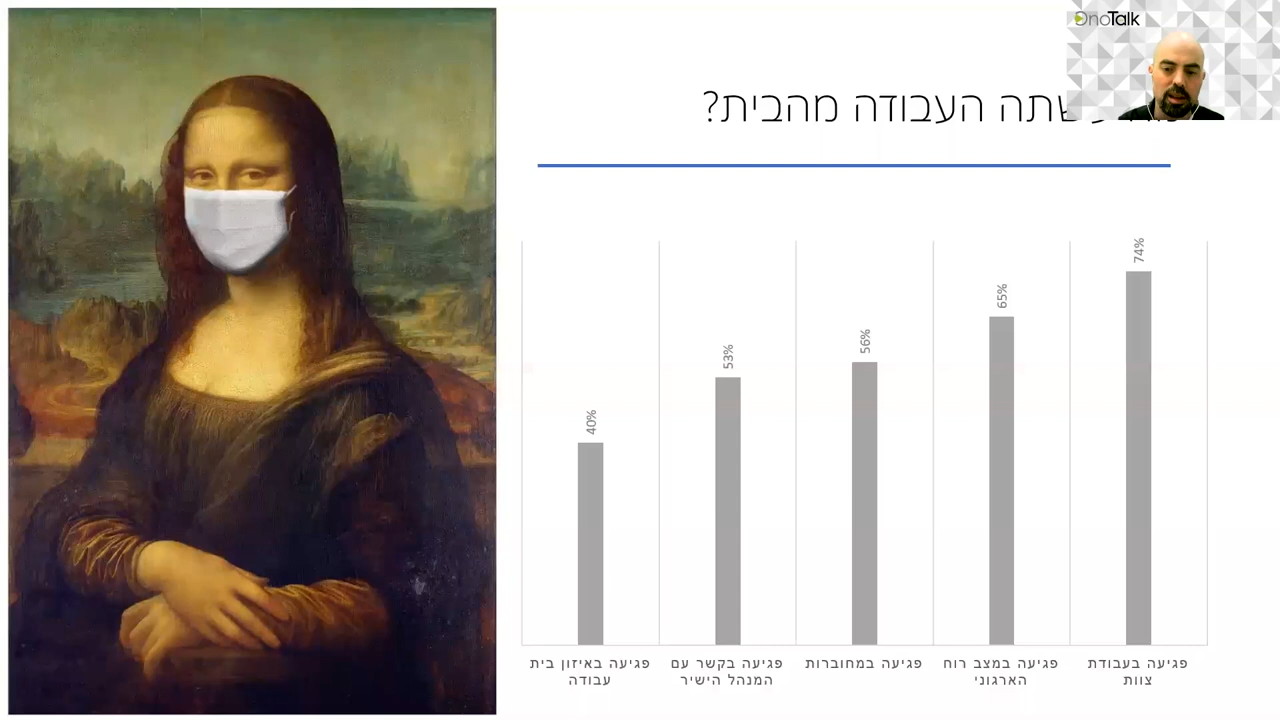 OnoTalk
העבודה מהבית?
74%
65%
56%
53%
40%
פגיעה בעבודת
צוות
פגיעה במצב רוח
הארגוני
פגיעה במחוברות
פגיעה בקשר עם
המנהל הישיר
פגיעה באיזון בית
עבודה